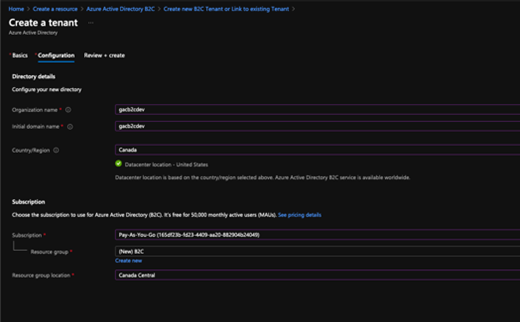 Home > Create a resource > Azure Active Directory B2C > Create new B2C Tenant or Link to existing Tenant >
Create a tenant ...
Azure Active Directory
* Basics * Configuration Review + create
Directory details
Configure your new directory
Organization name * gacb2cdev
Initial domain name * gacb2cdev
Country/Region Canada
Datacenter location - United States
Datacenter location is based on the country/region selected above. Azure Active Directory B2C service is available worldwide.
Subscription
Choose the subscription to use for Azure Active Directory (B2C). It's free for 50,000 monthly active users (MAUs). See pricing details
Subscription * Pay-As-You-Go (165df23b-fd23-4409-aa20-882904b24049)
Resource group * (New) B2C
Create new
Resource group location * Canada Central